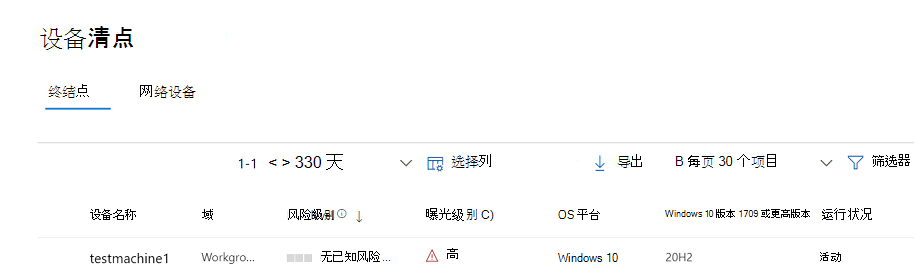 设备清点
终结点 网络设备
1-1 < > 330 天 选择列 导出 B 每页 30 个项目 筛选器
设备名称 域 风险级别 曝光级别 C) OS 平台 Windows 10 版本 1709 或更高版本 运行状况
testmachine1 Workgro... 无已知风险... 高 Windows 10 20H2 活动